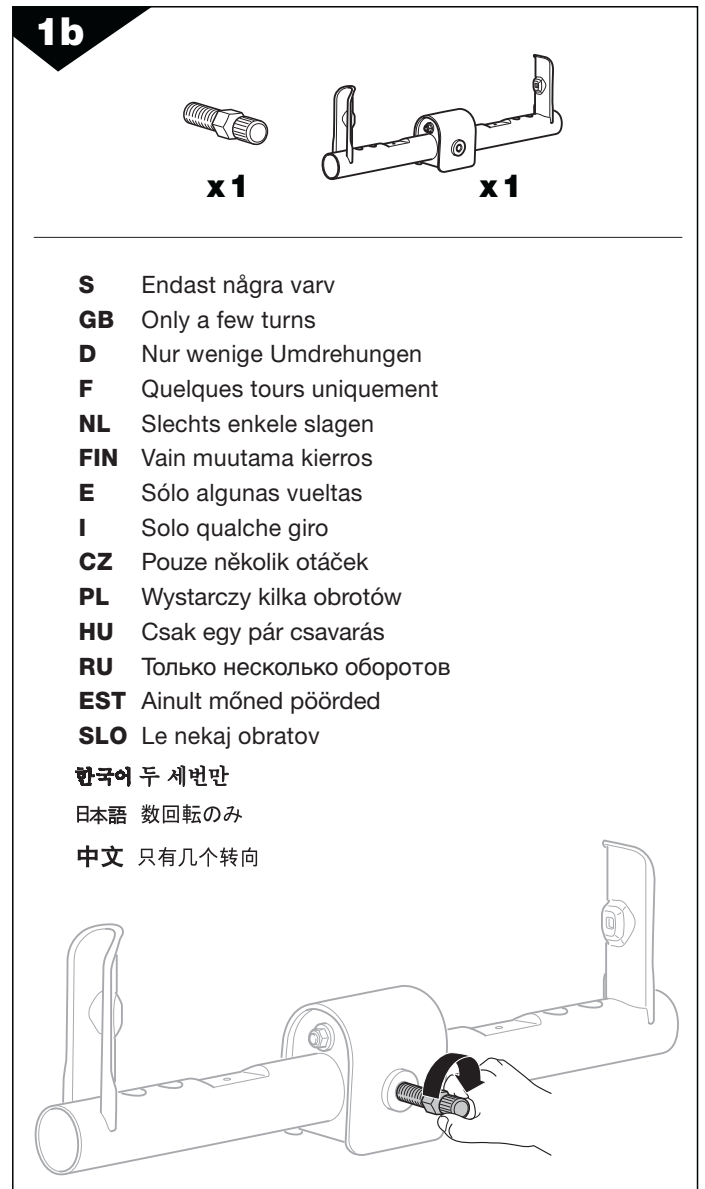 1b
x 1 x 1
S Endast några varv
GB Only a few turns
D Nur wenige Umdrehungen
F Quelques tours uniquement
NL Slechts enkele slagen
FIN Vain muutama kierros
E Sólo algunas vueltas
I Solo qualche giro
CZ Pouze několik otáček
PL Wystarczy kilka obrotów
HU Csak egy pár csavarás
RU Только несколько оборотов
EST Ainult mőned pöörded
SLO Le nekaj obratov
한국어 두 세번만
日本語 数回転のみ
中文 只有几个转向